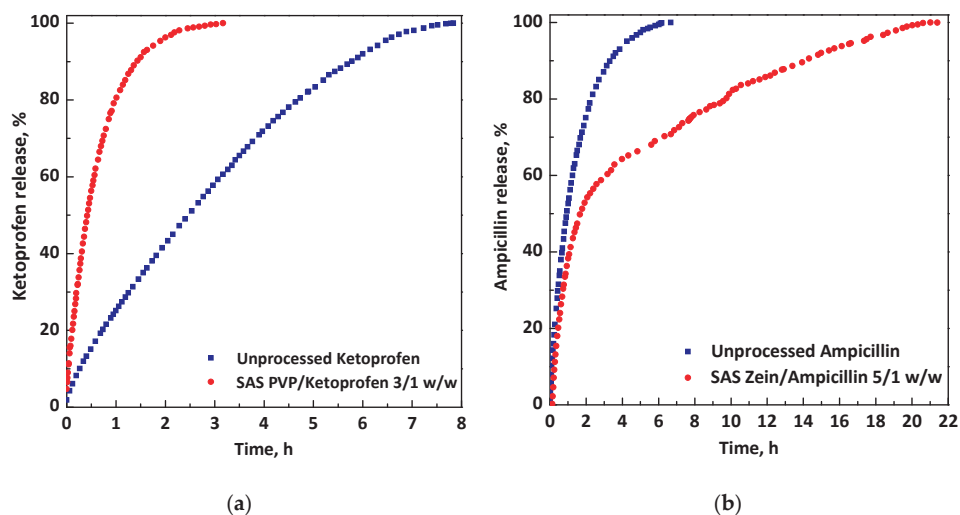 Ketoprofen release, %
100
80
60
40
20
0
Unprocessed Ketoprofen
SAS PVP/Ketoprofen 3/1 w/w
0 1 2 3 4 5 6 7 8
Time, h
(a)
Ampicillin release, %
100
80
60
40
20
0
Unprocessed Ampicillin
SAS Zein/Ampicillin 5/1 w/w
0 2 4 6 8 10 12 14 16 18 20 22
Time, h
(b)